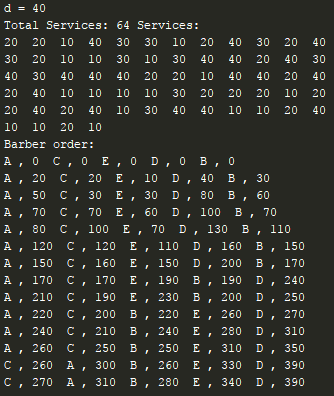 d = 40
Total Services: 64 Services:
20 20 10 40 30 30 10 20 40 30 20 40
30 20 10 10 30 10 30 40 40 20 40 30
40 30 40 40 20 20 10 40 20 10 40 40
20 40 10 10 10 30 20 20 20 10 20
20 40 20 40 10 30 40 10 10 20 40
10 10 20 10
Barber order:
A , 0 C , 0 E , 0 D , 0 B , 0
A , 20 C , 20 E , 10 D , 40 B , 30
A , 50 C , 30 E , 30 D , 80 B , 60
A , 70 C , 70 E , 60 D , 100 B , 70
A , 80 C , 100 E , 70 D , 130 B , 110
A , 120 C , 120 E , 110 D , 160 B , 150
A , 150 C , 160 E , 150 D , 200 B , 170
A , 170 C , 170 E , 190 B , 190 D , 240
A , 210 C , 190 E , 230 B , 200 D , 250
A , 220 C , 200 B , 220 E , 260 D , 270
A , 240 C , 210 B , 240 E , 280 D , 310
A , 260 C , 250 B , 250 E , 310 D , 350
C , 260 A , 300 B , 260 E , 330 D , 390
C , 270 A , 310 B , 280 E , 340 D , 390